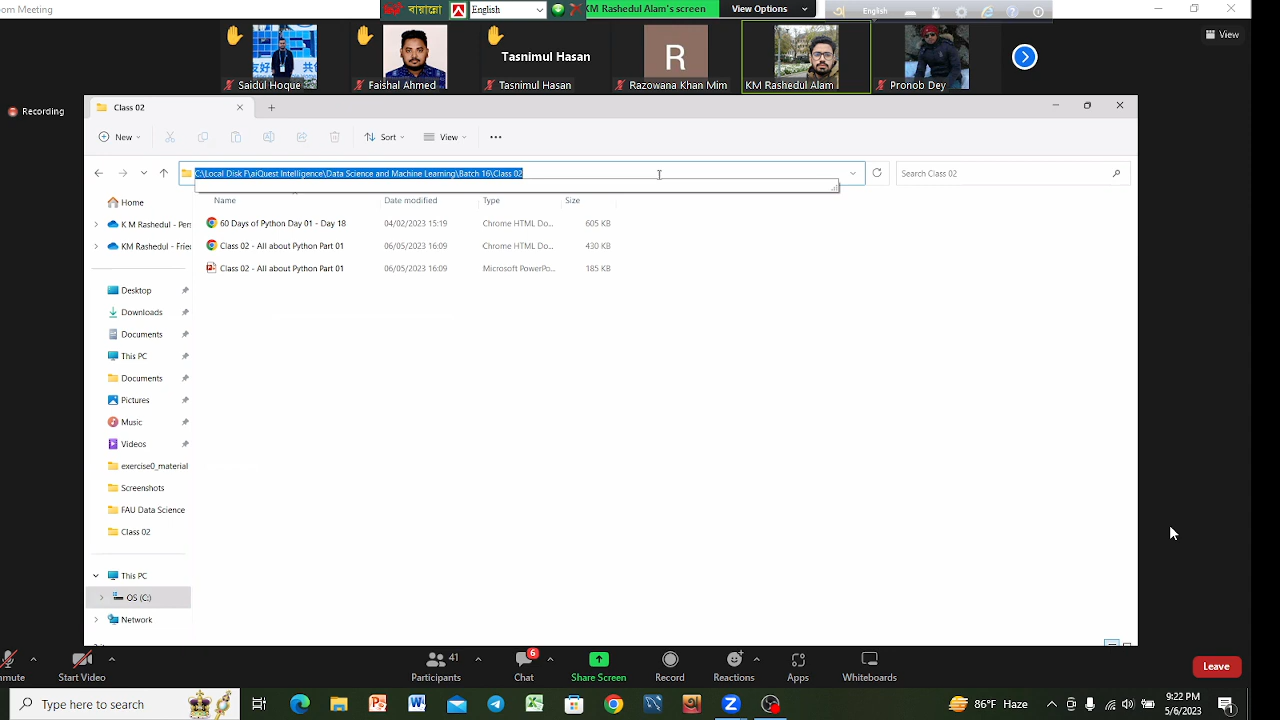 om Meeting
বায়ান্নো
English
KM Rashedul Alam's screen
View Options
English
View
Tasnimul Hasan
R
Saidul Hoque
Faishal Ahmed
Tasnimul Hasan
Razowana Khan Mim
KM Rashedul Alam
Pronob Dey
Recording
Class 02
New
Sort
View
C:\Local Disk F\aiQuest Intelligence\Data Science and Machine Learning\Batch 16\Class 02
Search Class 02
Name
Date modified
Type
Size
60 Days of Python Day 01 - Day 18
04/02/2023 15:19
Chrome HTML Do...
605 KB
Class 02 - All about Python Part 01
06/05/2023 16:09
Chrome HTML Do...
430 KB
Class 02 - All about Python Part 01
06/05/2023 16:09
Microsoft PowerPo...
185 KB
Home
K M Rashedul - Pers
KM Rashedul - Frie
Desktop
Downloads
Documents
This PC
Documents
Pictures
Music
Videos
exercise0_material
Screenshots
FAU Data Science
Class 02
This PC
OS (C:)
Network
nmute
Start Video
41
Participants
6
Chat
Share Screen
Record
Reactions
Apps
Whiteboards
Leave
Type here to search
86°F Haze
9:22 PM
5/6/2023